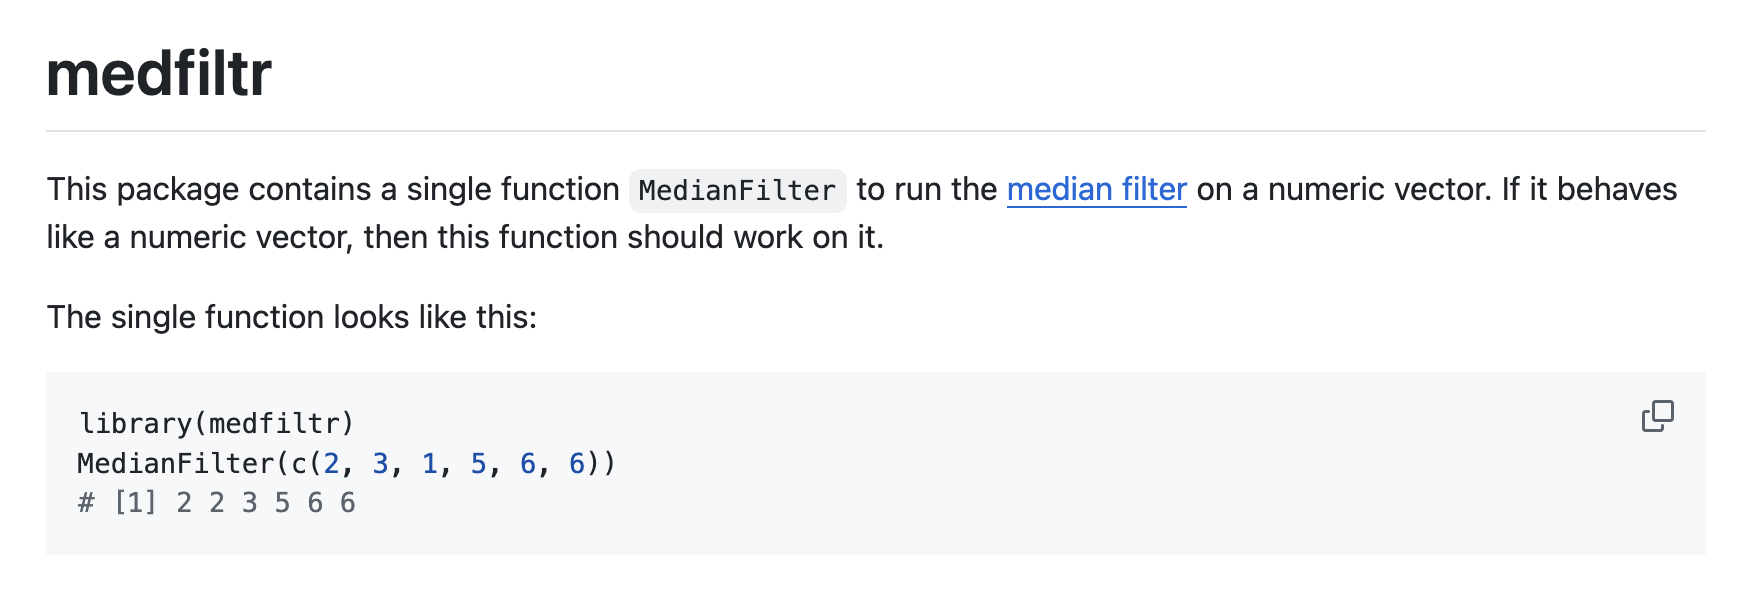 medfiltr
This package contains a single function MedianFilter to run the median filter on a numeric vector. If it behaves
like a numeric vector, then this function should work on it.
The single function looks like this:
library(medfiltr)
MedianFilter(c(2, 3, 1, 5, 6, 6))
# [1] 2 2 3 5 6 6